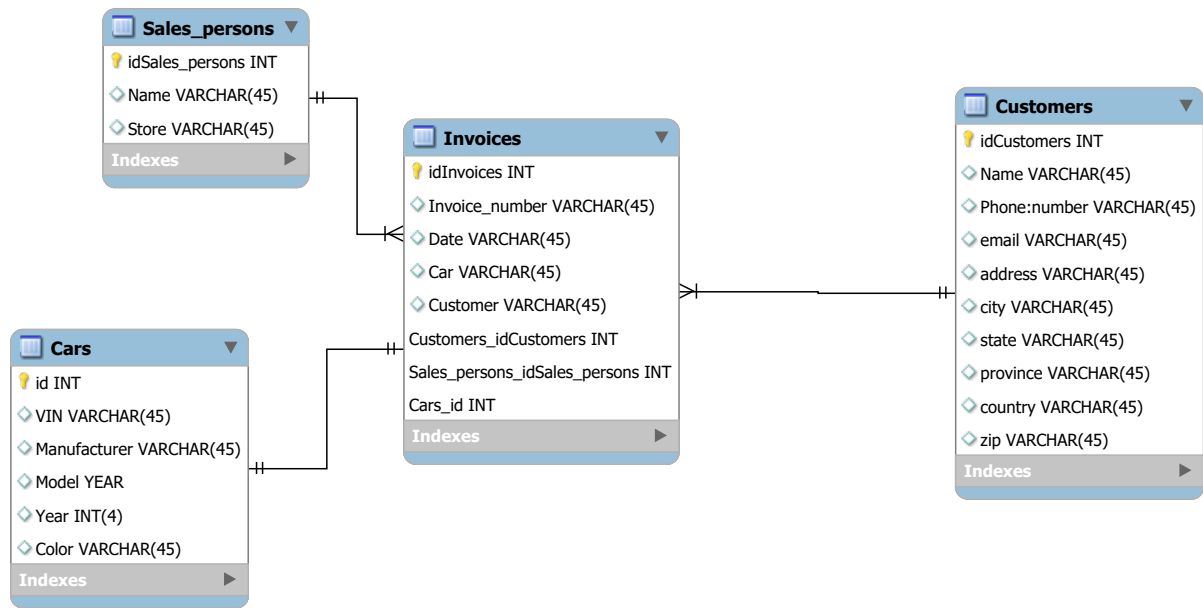 Sales_persons
idSales_persons INT
Name VARCHAR(45)
Store VARCHAR(45)
Indexes
Invoices
idInvoices INT
Invoice_number VARCHAR(45)
Date VARCHAR(45)
Car VARCHAR(45)
Customer VARCHAR(45)
Customers_idCustomers INT
Sales_persons_idSales_persons INT
Cars_id INT
Indexes
Customers
idCustomers INT
Name VARCHAR(45)
Phone:number VARCHAR(45)
email VARCHAR(45)
address VARCHAR(45)
city VARCHAR(45)
state VARCHAR(45)
province VARCHAR(45)
country VARCHAR(45)
zip VARCHAR(45)
Indexes
Cars
id INT
VIN VARCHAR(45)
Manufacturer VARCHAR(45)
Model YEAR
Year INT(4)
Color VARCHAR(45)
Indexes